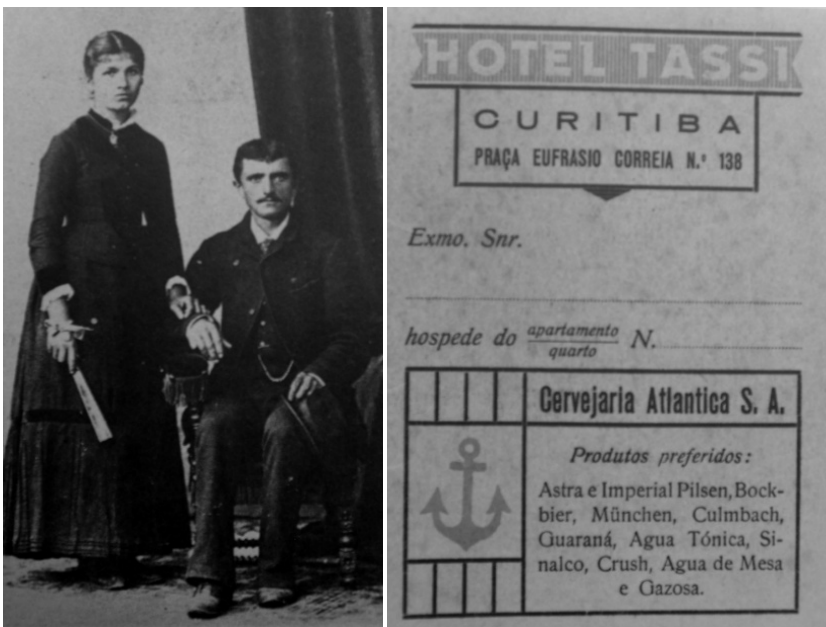 HOTEL TASSI
CURITIBA
PRAÇA EUFRASIO CORREIA N.º 138
Exmo. Snr.
hospede do apartamento N.
quarto
Cervejaria Atlantica S. A.
Produtos preferidos:
Astra e Imperial Pilsen, Bock-
bier, München, Culmbach,
Guaraná, Agua Tónica, Si-
nalco, Crush, Agua de Mesa
e Gazosa.